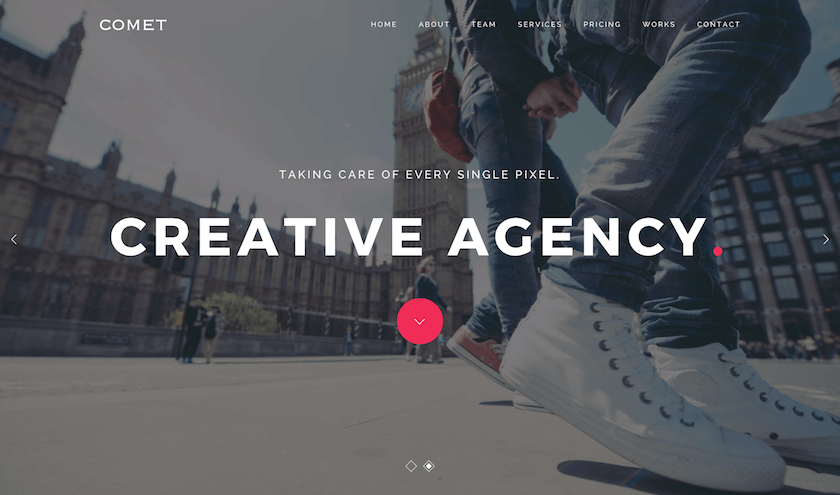 COMET
HOME ABOUT TEAM SERVICES PRICING WORKS CONTACT
TAKING CARE OF EVERY SINGLE PIXEL.
CREATIVE AGENCY.